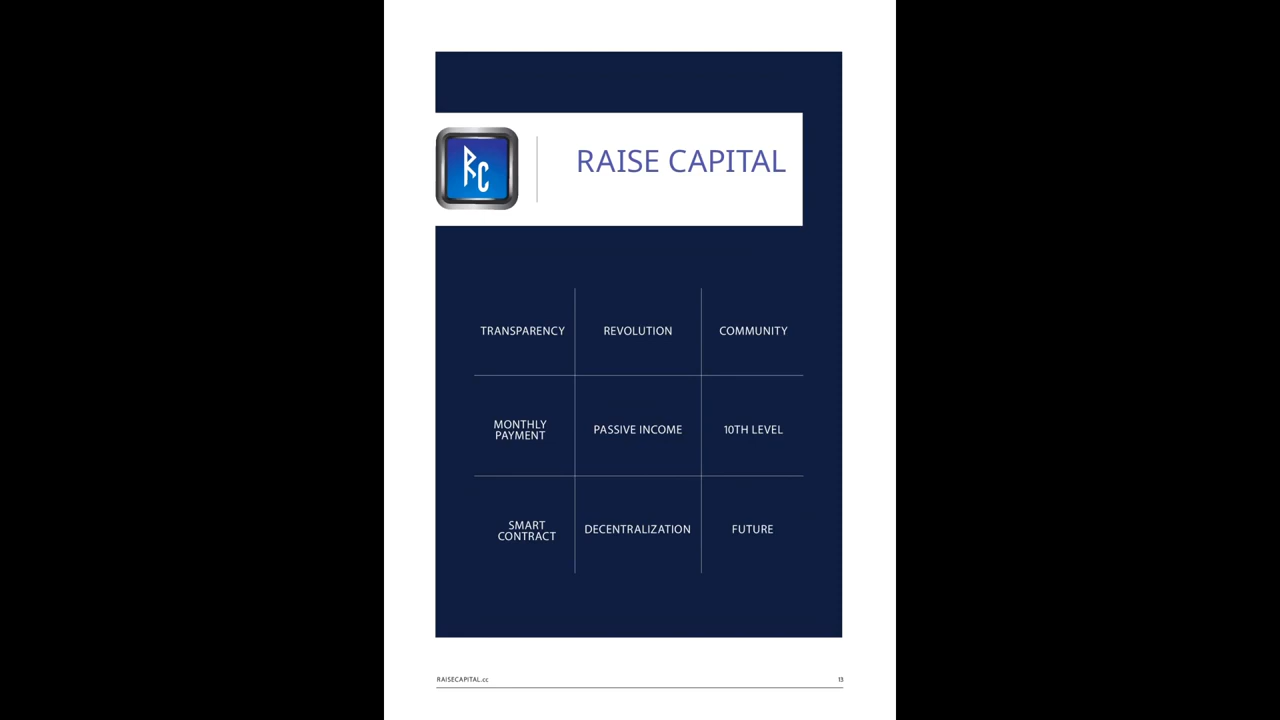 RC
RAISE CAPITAL
TRANSPARENCY
REVOLUTION
COMMUNITY
MONTHLY
PAYMENT
PASSIVE INCOME
10TH LEVEL
SMART
CONTRACT
DECENTRALIZATION
FUTURE
RAISECAPITAL.cc
13